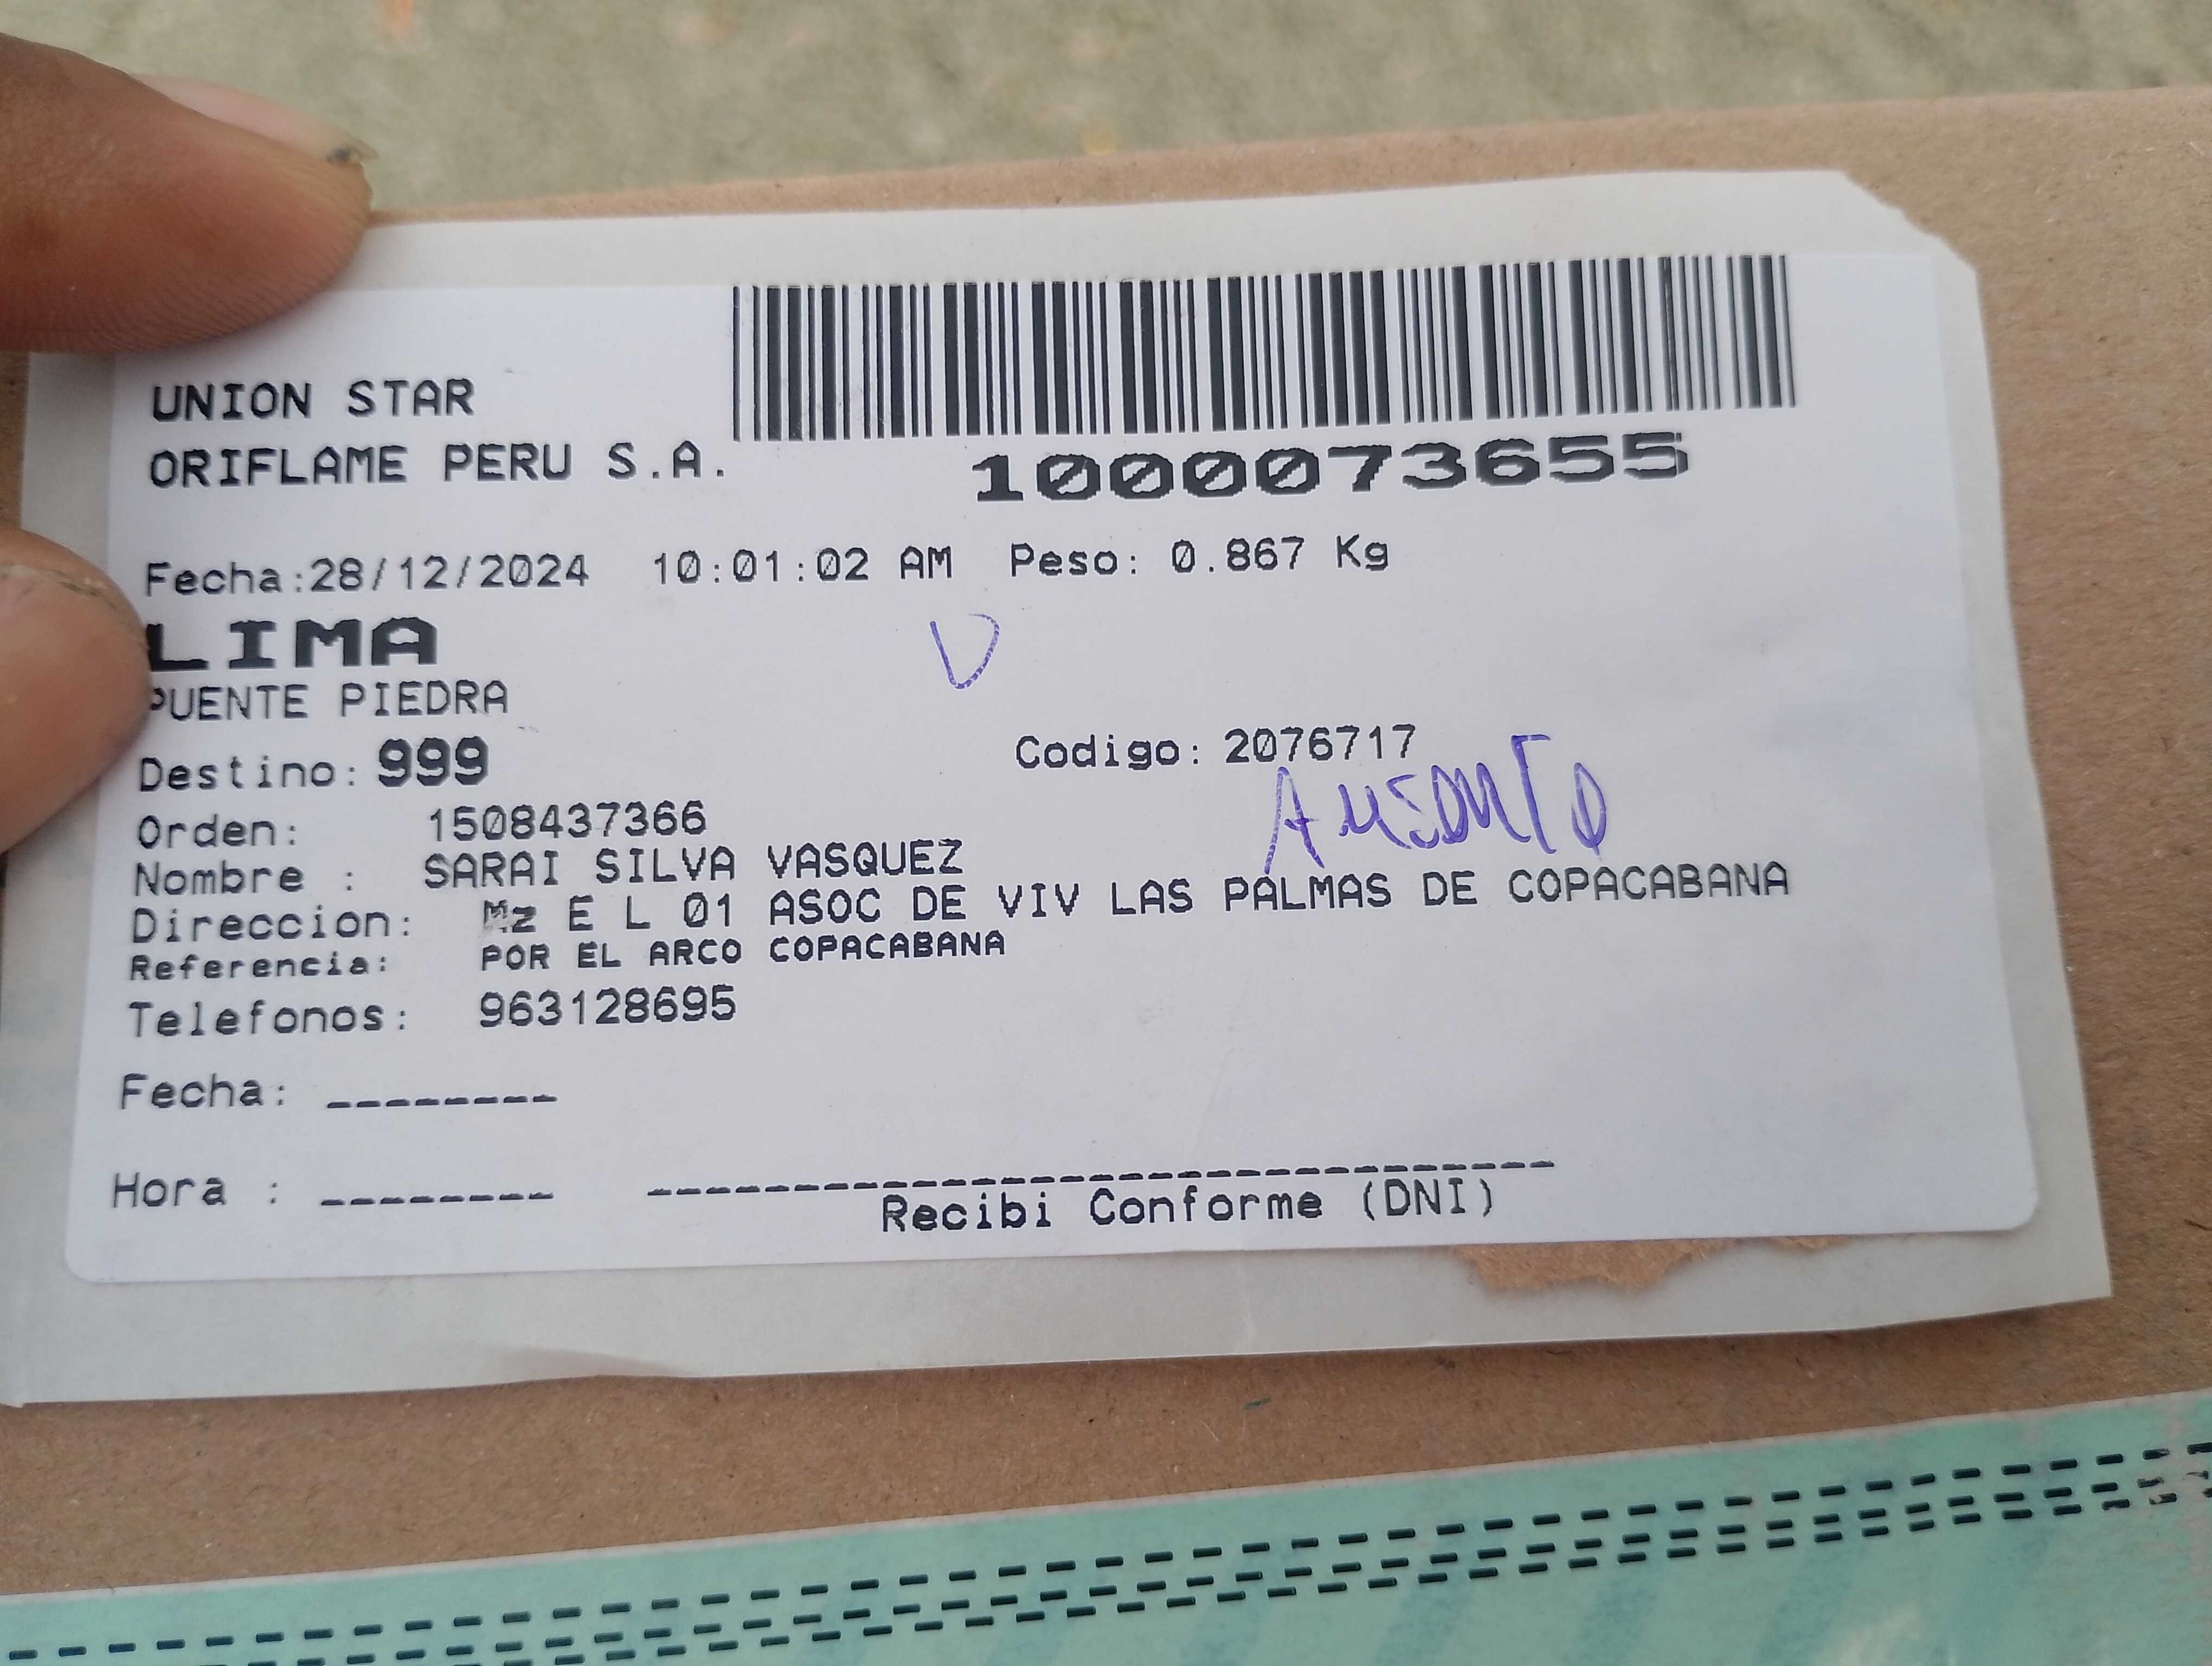 UNION STAR
ORIFLAME PERU S.A.
1000073655
Fecha:28/12/2024 10:01:02 AM Peso: 0.867 Kg
LIMA
PUENTE PIEDRA
Destino: 999
Codigo: 2076717
Orden: 1508437366
Nombre : SARAI SILVA VASQUEZ
Direccion: Mz E L 01 ASOC DE VIV LAS PALMAS DE COPACABANA
Referencia: POR EL ARCO COPACABANA
Telefonos: 963128695
Fecha: --------
Hora : --------
Recibi Conforme (DNI)